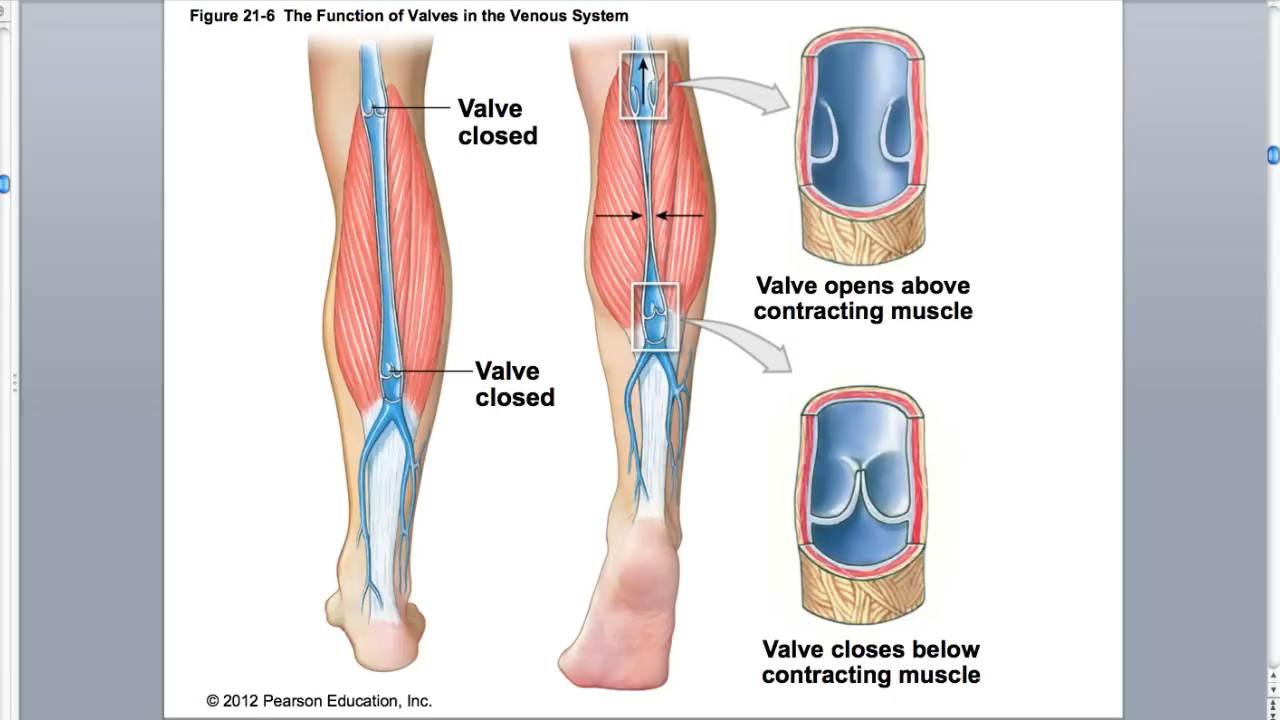 Figure 21-6 The Function of Valves in the Venous System
Valve
closed
Valve
closed
Valve opens above
contracting muscle
Valve closes below
contracting muscle
© 2012 Pearson Education, Inc.